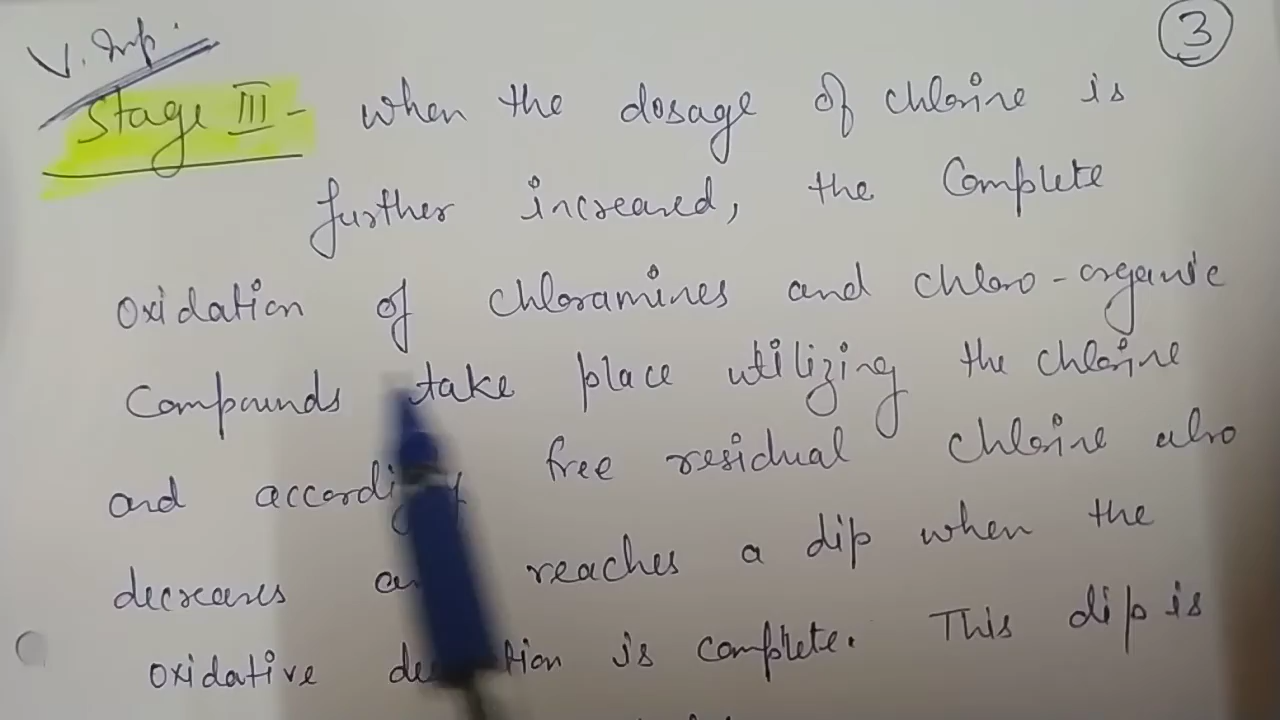 V. Imp.
3
Stage III - When the dosage of chlorine is
further increased, the Complete
oxidation of chloramines and chloro-organic
Compounds take place utilizing the chlorine
and free residual chlorine also
decreases reaches a dip when the
oxidative is complete. This dip is